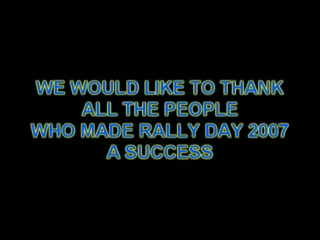 WE WOULD LIKE TO THANK
ALL THE PEOPLE
WHO MADE RALLY DAY 2007
A SUCCESS